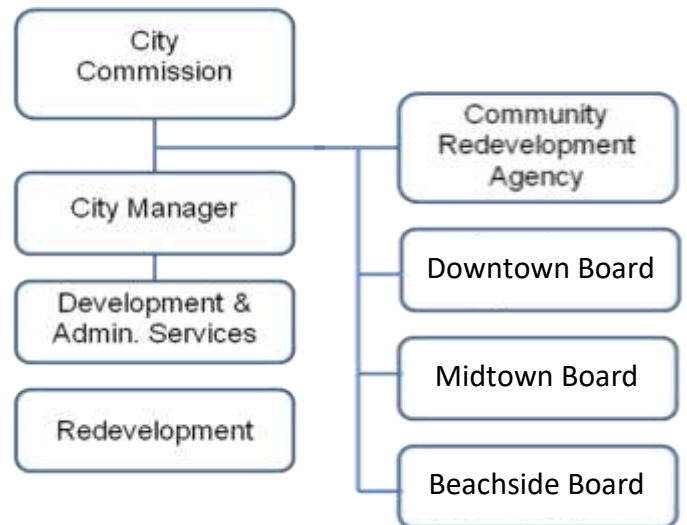 City
Commission
Community
Redevelopment
Agency
City Manager
Downtown Board
Development &
Admin. Services
Midtown Board
Redevelopment
Beachside Board